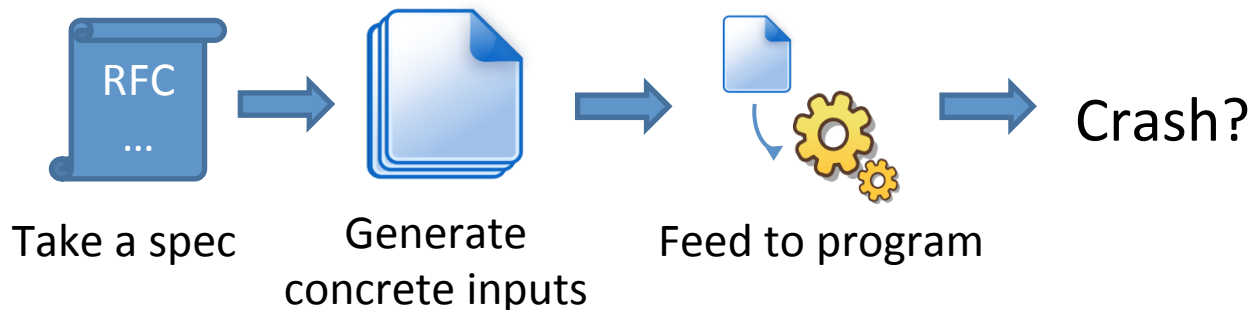 RFC
...
Crash?
Take a spec
Generate
concrete inputs
Feed to program